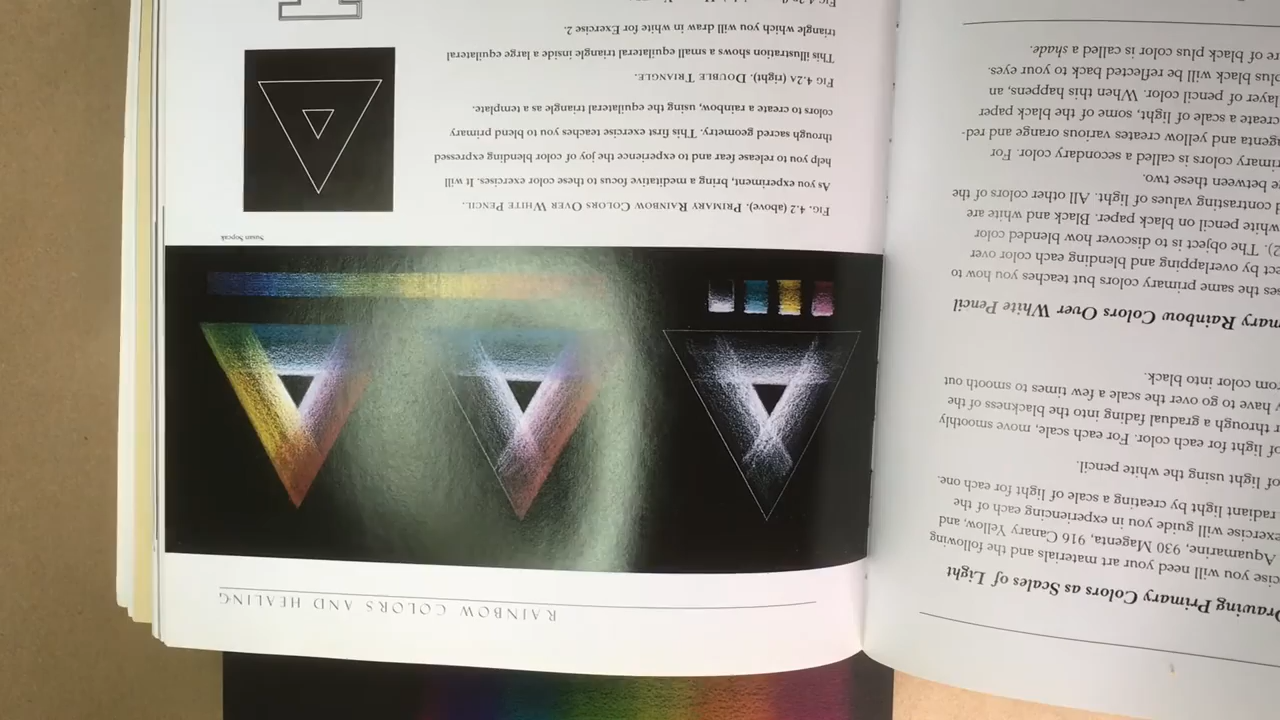 Drawing Primary Colors as Scales of Light
cise you will need your art materials and the following
Aquamarine, 930 Magenta, 916 Canary Yellow, and
exercise will guide you in experiencing each of the
radiant light by creating a scale of light for each one.
of light using the white pencil.
of light for each color. For each scale, move smoothly
r through a gradual fading into the blackness of the
y have to go over the scale a few times to smooth out
om color into black.
mary Rainbow Colors Over White Pencil
ses the same primary colors but teaches you how to
ct by overlapping and blending each color over
2). The object is to discover how blended color
white pencil on black paper. Black and white are
d contrasting values of light. All other colors of the
e between these two.
primary colors is called a secondary color. For
agenta and yellow creates various orange and red-
create a scale of light, some of the black paper
layer of pencil color. When this happens, an
plus black will be reflected back to your eyes.
re of black plus color is called a shade.
RAINBOW COLORS AND HEALING
Susan Sopcak
FIG. 4.2 (above). PRIMARY RAINBOW COLORS OVER WHITE PENCIL.
As you experiment, bring a meditative focus to these color exercises. It will
help you to release fear and to experience the joy of color blending expressed
through sacred geometry. This first exercise teaches you to blend primary
colors to create a rainbow, using the equilateral triangle as a template.
FIG 4.2A (right). DOUBLE TRIANGLE.
This illustration shows a small equilateral triangle inside a large equilateral
triangle which you will draw in white for Exercise 2.